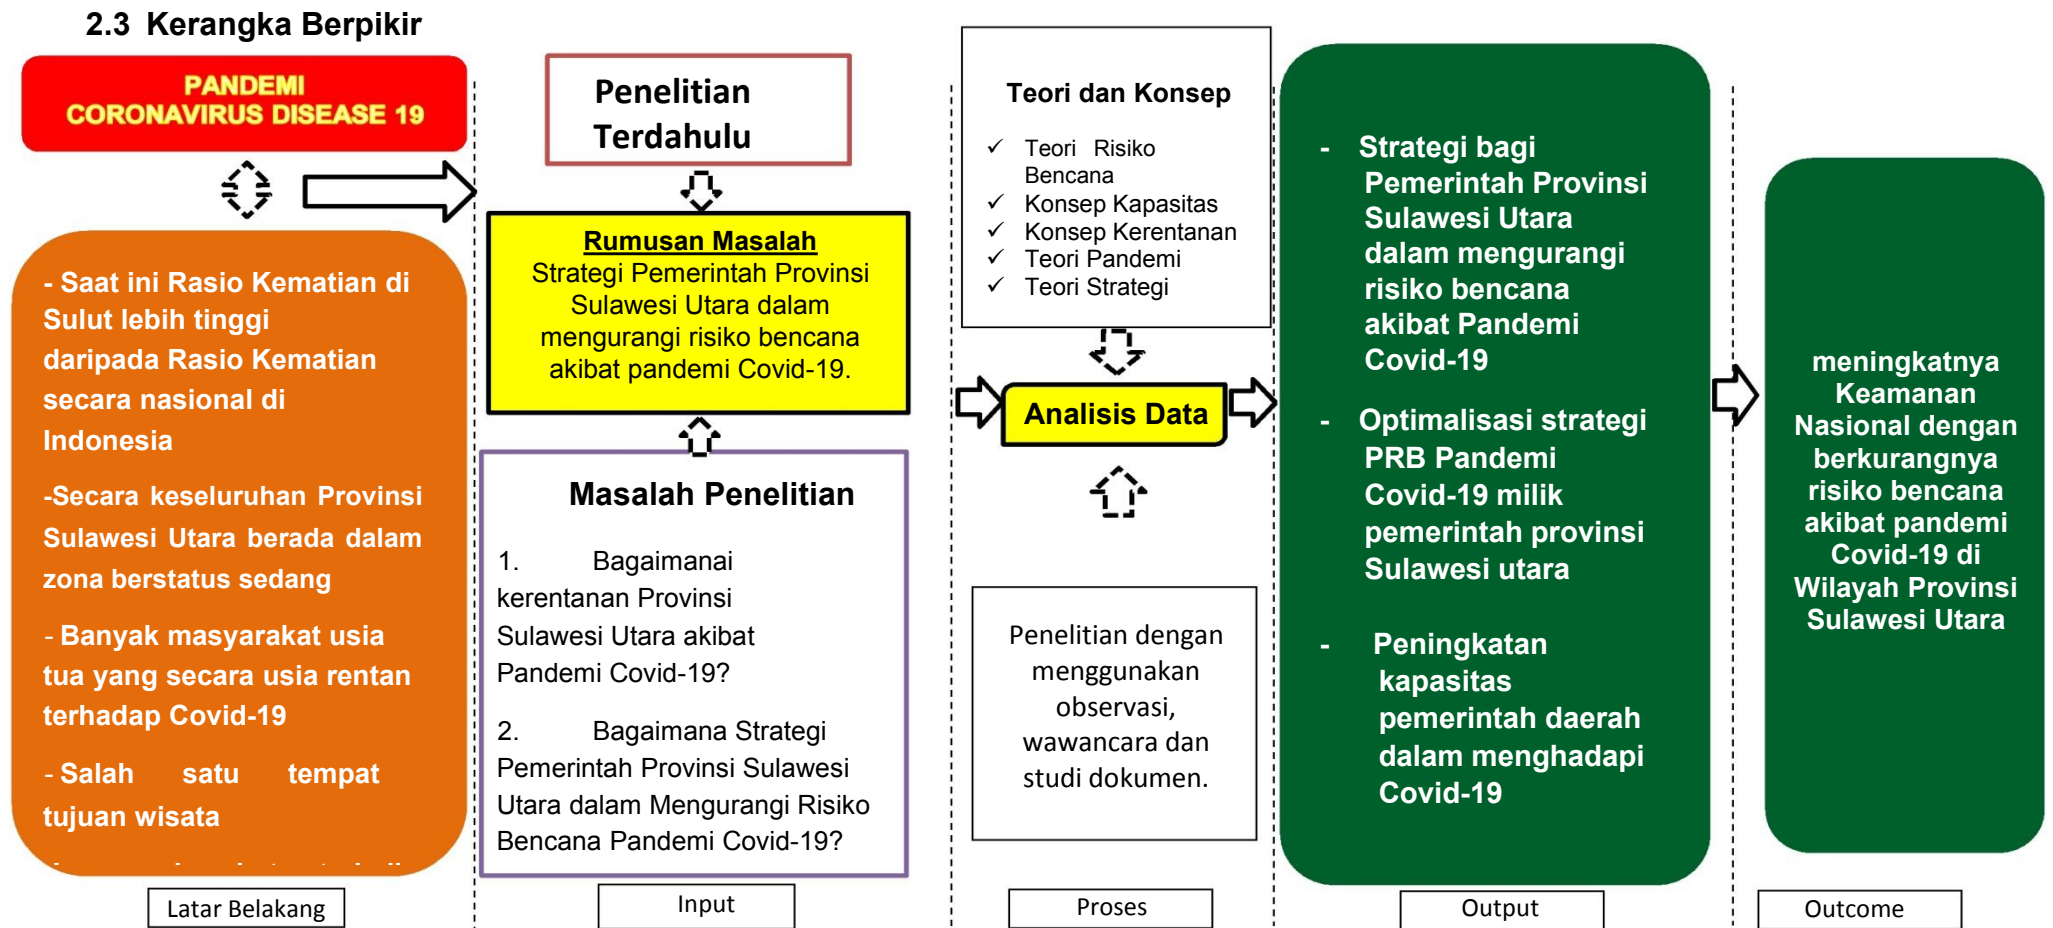 2.3 Kerangka Berpikir
PANDEMI
CORONAVIRUS DISEASE 19
- Saat ini Rasio Kematian di
Sulut lebih tinggi
daripada Rasio Kematian
secara nasional di
Indonesia
-Secara keseluruhan Provinsi
Sulawesi Utara berada dalam
zona berstatus sedang
- Banyak masyarakat usia
tua yang secara usia rentan
terhadap Covid-19
- Salah satu tempat
tujuan wisata
Latar Belakang
Penelitian
Terdahulu
Rumusan Masalah
Strategi Pemerintah Provinsi
Sulawesi Utara dalam
mengurangi risiko bencana
akibat pandemi Covid-19.
Masalah Penelitian
1. Bagaimanai
kerentanan Provinsi
Sulawesi Utara akibat
Pandemi Covid-19?
2. Bagaimana Strategi
Pemerintah Provinsi Sulawesi
Utara dalam Mengurangi Risiko
Bencana Pandemi Covid-19?
Input
Teori dan Konsep
✓ Teori Risiko
Bencana
✓ Konsep Kapasitas
✓ Konsep Kerentanan
✓ Teori Pandemi
✓ Teori Strategi
Analisis Data
Penelitian dengan
menggunakan
observasi,
wawancara dan
studi dokumen.
Proses
- Strategi bagi
Pemerintah Provinsi
Sulawesi Utara
dalam mengurangi
risiko bencana
akibat Pandemi
Covid-19
- Optimalisasi strategi
PRB Pandemi
Covid-19 milik
pemerintah provinsi
Sulawesi utara
- Peningkatan
kapasitas
pemerintah daerah
dalam menghadapi
Covid-19
Output
meningkatnya
Keamanan
Nasional dengan
berkurangnya
risiko bencana
akibat pandemi
Covid-19 di
Wilayah Provinsi
Sulawesi Utara
Outcome